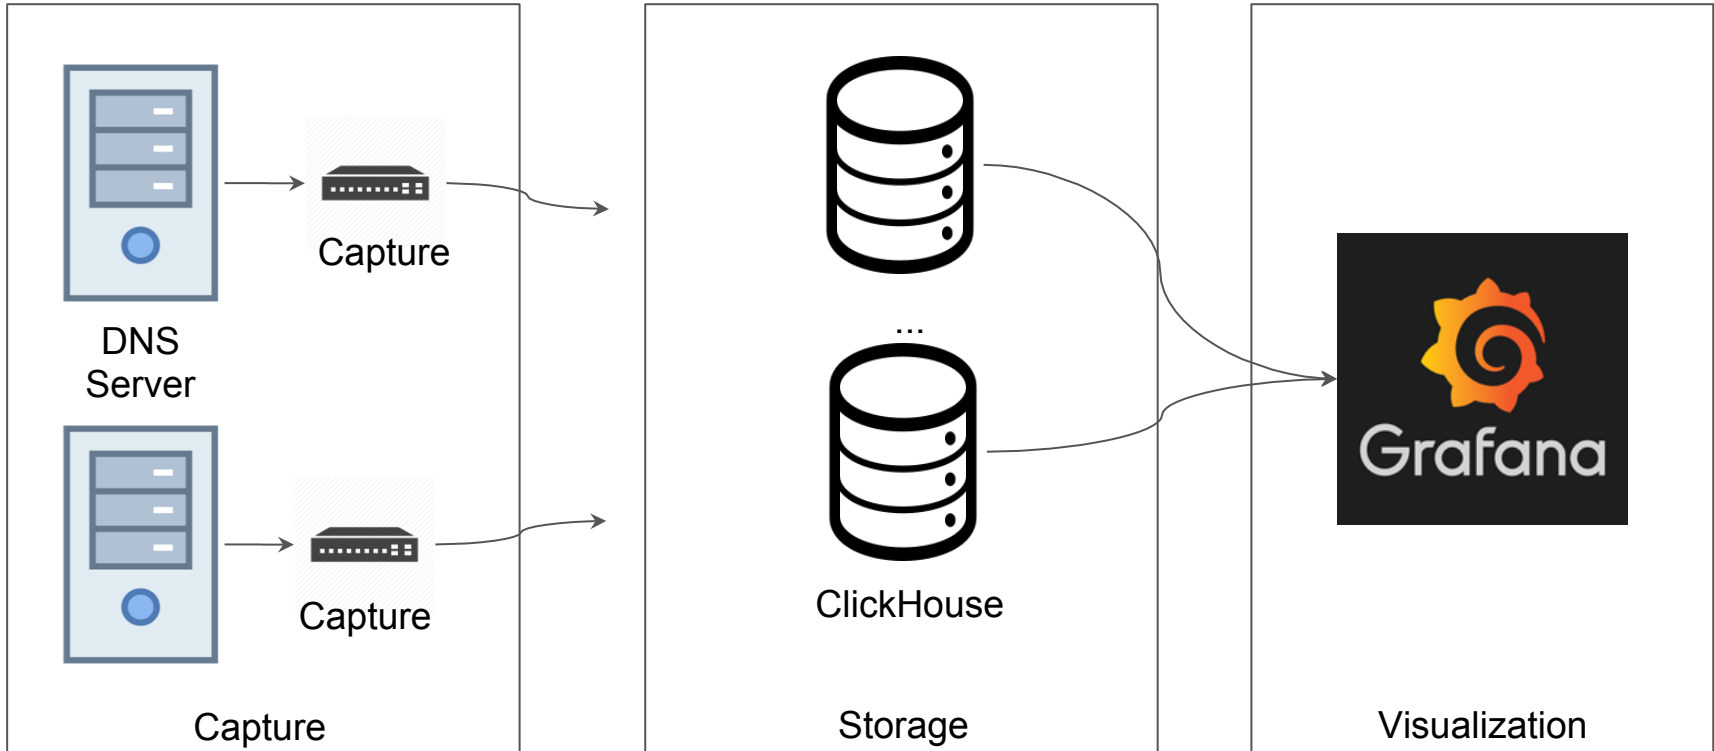 Capture
DNS
Server
Capture
Capture
...
ClickHouse
Storage
Grafana
Visualization